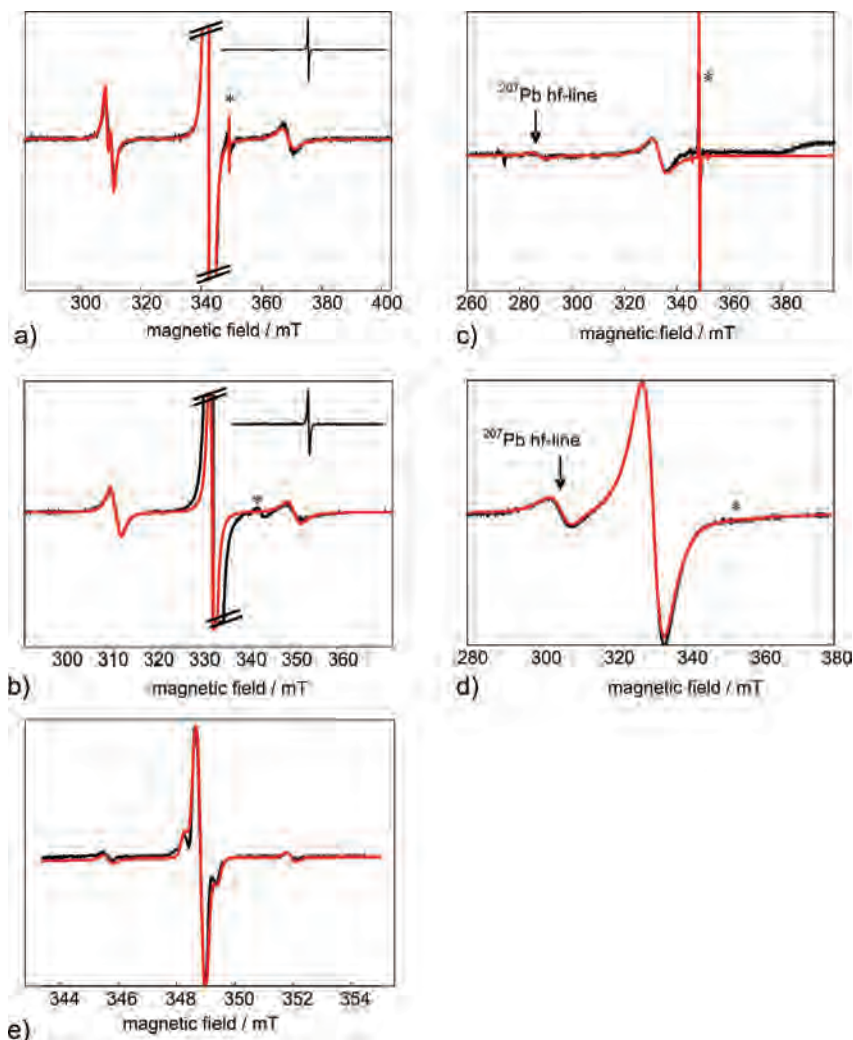 *
300 320 340 360 380 400
magnetic field / mT
a)
207Pb hf-line
*
260 280 300 320 340 360 380
magnetic field / mT
c)
*
300 310 320 330 340 350 360
magnetic field / mT
b)
207Pb hf-line
*
280 300 320 340 360 380
magnetic field / mT
d)
344 346 348 350 352 354
magnetic field / mT
e)